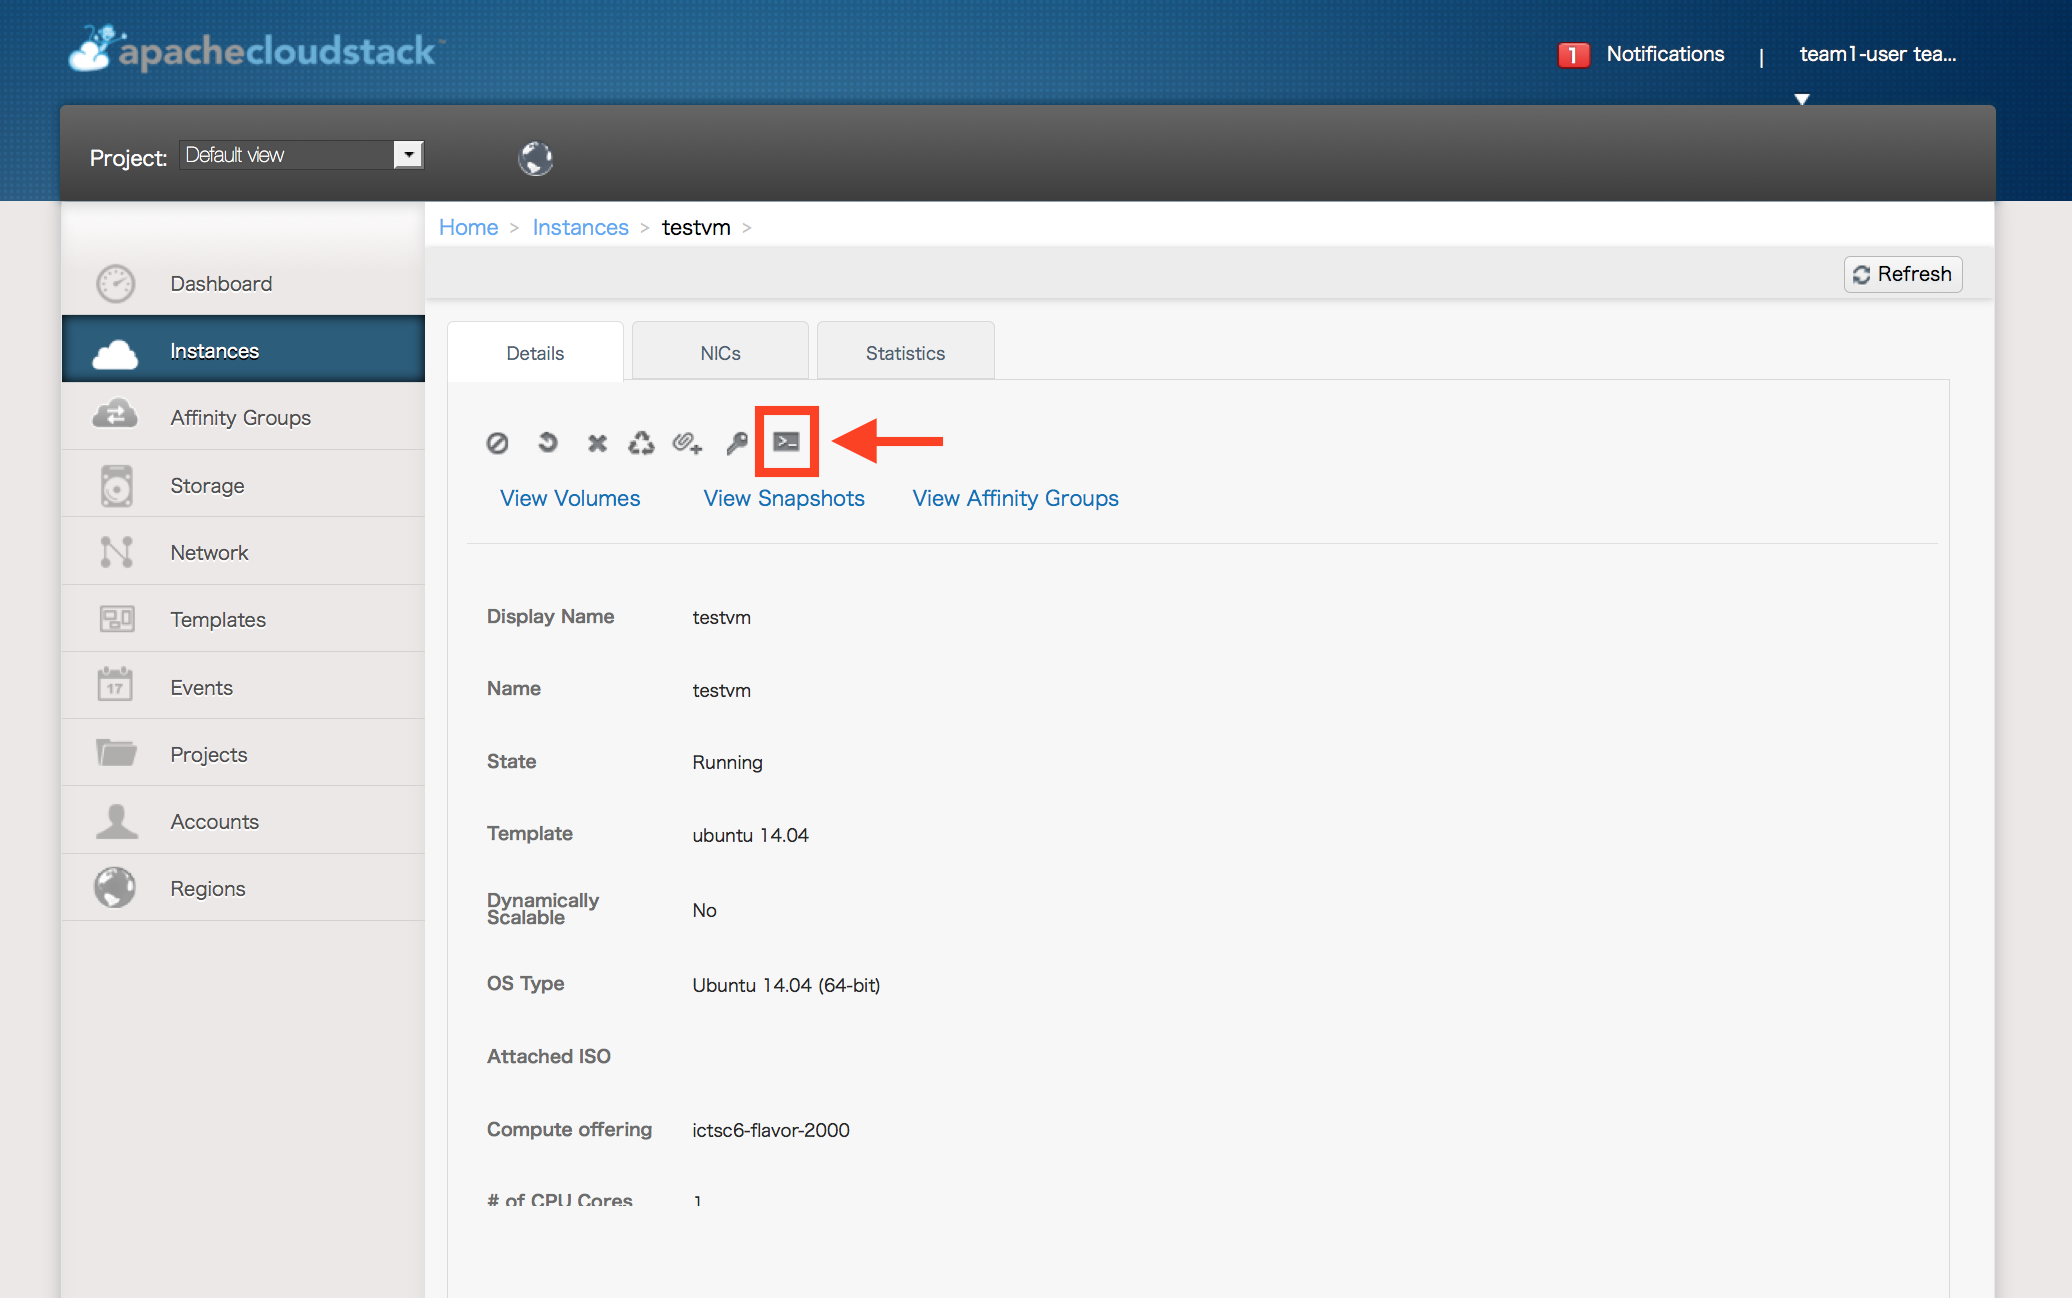 apachecloudstack™
1 Notifications | team1-user tea...
Project: Default view
Home > Instances > testvm >
Refresh
Dashboard
Instances
Affinity Groups
Storage
Network
Templates
17
Events
Projects
Accounts
Regions
Details
NICs
Statistics
View Volumes
View Snapshots
View Affinity Groups
Display Name testvm
Name testvm
State Running
Template ubuntu 14.04
Dynamically
Scalable No
OS Type Ubuntu 14.04 (64-bit)
Attached ISO
Compute offering ictsc6-flavor-2000
# of CPU Cores 1